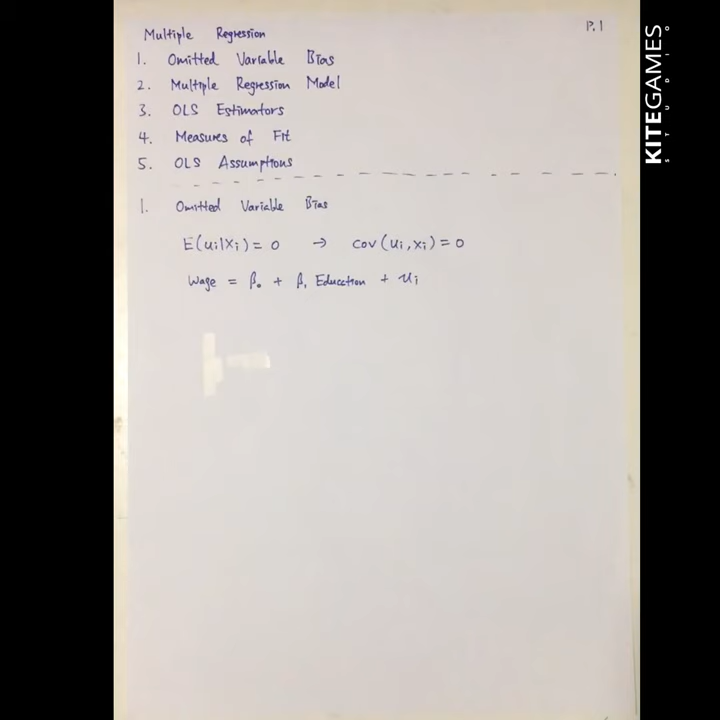 P.1
Multiple Regression
1. Omitted Variable Bias
2. Multiple Regression Model
3. OLS Estimators
4. Measures of Fit
5. OLS Assumptions
1. Omitted Variable Bias
E(ui|Xi) = 0 → cov(ui, xi) = 0
Wage = β₀ + β₁ Education + ui
KITEGAMES
STUDIO